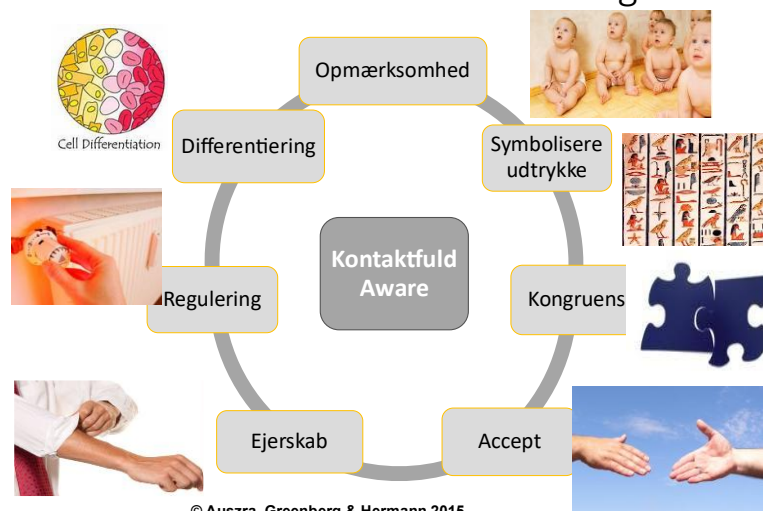 Opmærksomhed
Cell Differentiation
Differentiering
Symbolisere
udtrykke
Kontaktfuld
Aware
Regulering
Kongruens
Ejerskab
Accept
© Auszra, Greenberg & Hermann 2015